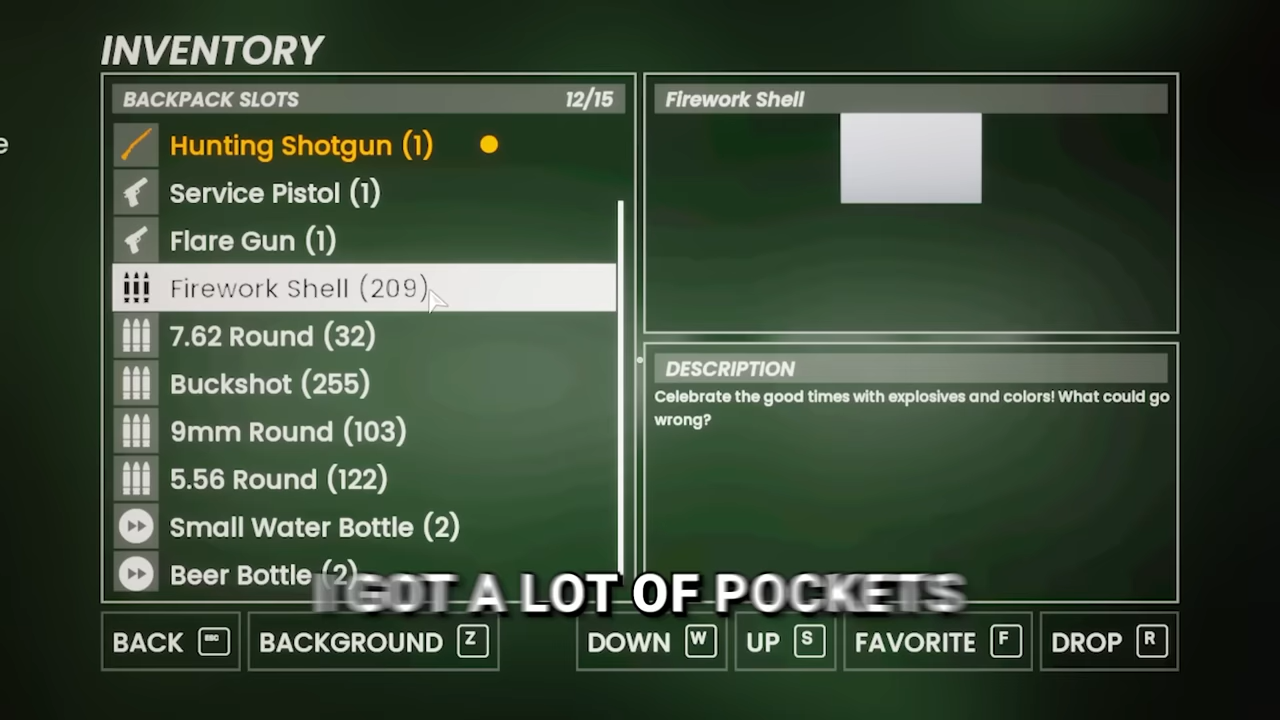 INVENTORY
BACKPACK SLOTS 12/15
Hunting Shotgun (1)
Service Pistol (1)
Flare Gun (1)
Firework Shell (209)
7.62 Round (32)
Buckshot (255)
9mm Round (103)
5.56 Round (122)
Small Water Bottle (2)
Beer Bottle (2)
Firework Shell
DESCRIPTION
Celebrate the good times with explosives and colors! What could go
wrong?
I GOT A LOT OF POCKETS
BACK ESC BACKGROUND Z DOWN W UP S FAVORITE F DROP R
e